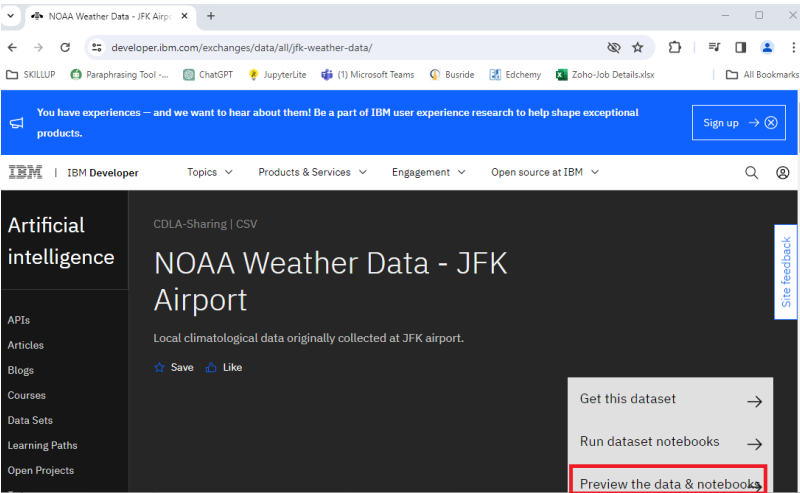 NOAA Weather Data - JFK Airpo
developer.ibm.com/exchanges/data/all/jfk-weather-data/
SKILLUP Paraphrasing Tool -... ChatGPT JupyterLite (1) Microsoft Teams Busride Edchemy Zoho-Job Details.xlsx All Bookmarks
You have experiences — and we want to hear about them! Be a part of IBM user experience research to help shape exceptional
products.
Sign up
IBM | IBM Developer Topics Products & Services Engagement Open source at IBM
Artificial
intelligence
APIs
Articles
Blogs
Courses
Data Sets
Learning Paths
Open Projects
CDLA-Sharing | CSV
NOAA Weather Data - JFK
Airport
Local climatological data originally collected at JFK airport.
Save Like
Get this dataset
Run dataset notebooks
Preview the data & notebooks
Site feedback